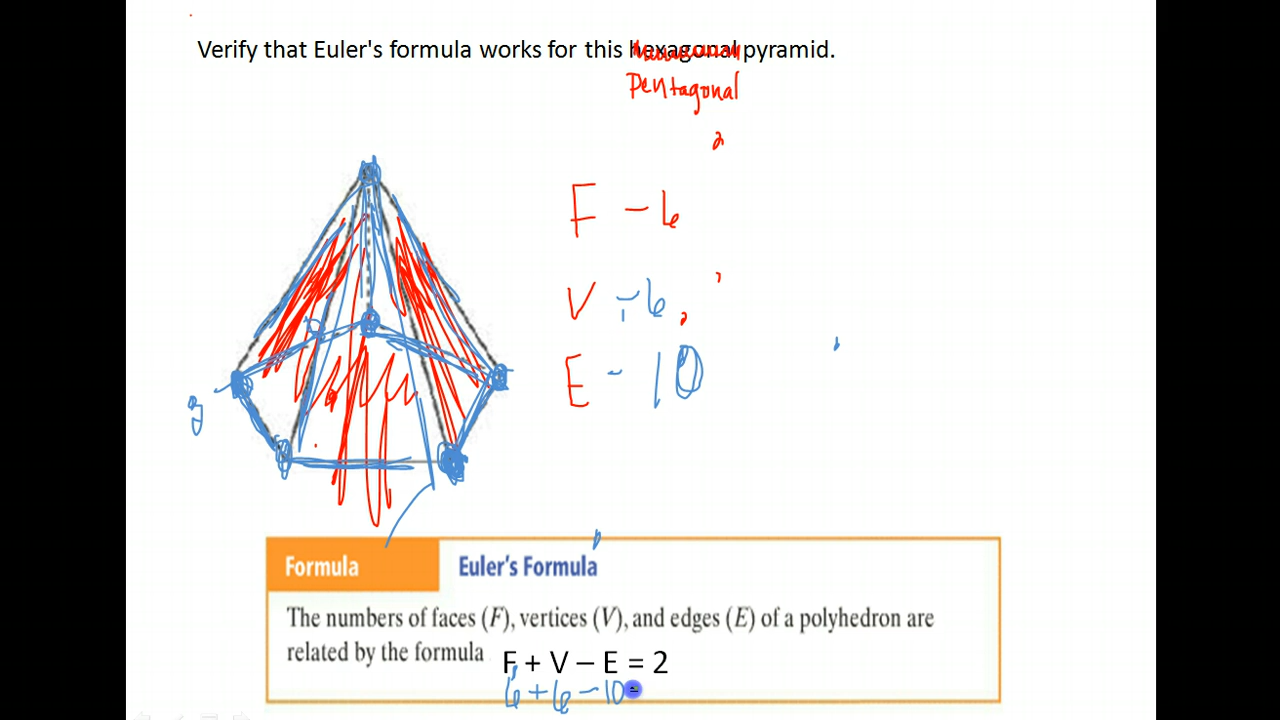 Verify that Euler's formula works for this hexagonal pyramid.
Pentagonal
F - 6
V - 6
E - 10
Formula
Euler's Formula
The numbers of faces (F), vertices (V), and edges (E) of a polyhedron are
related by the formula F + V − E = 2
6 + 6 - 10 =